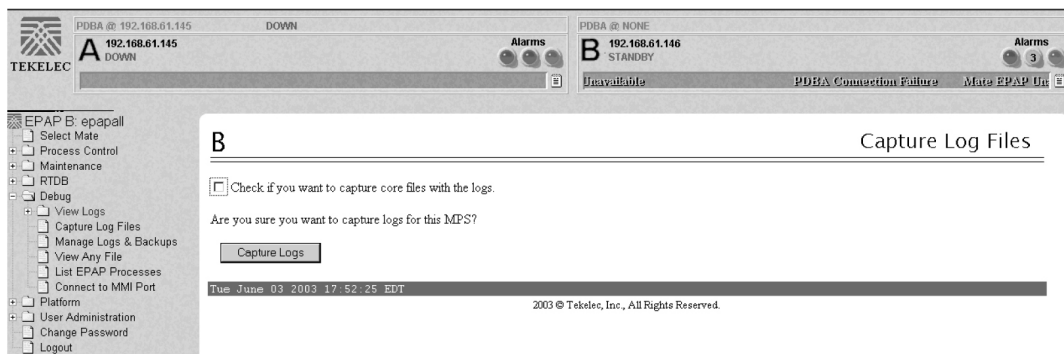 PDBA @ 192.168.61.145 DOWN
A 192.168.61.145
DOWN
Alarms
TEKELEC
PDBA @ NONE
B 192.168.61.146
STANDBY
Alarms
3
Unavailable PDBA Connection Failure Mate EPAP
EPAP B: epapall
Select Mate
Process Control
Maintenance
RTDB
Debug
View Logs
Capture Log Files
Manage Logs & Backups
View Any File
List EPAP Processes
Connect to MMI Port
Platform
User Administration
Change Password
Logout
B Capture Log Files
Check if you want to capture core files with the logs.
Are you sure you want to capture logs for this MPS?
Capture Logs
Tue June 03 2003 17:52:25 EDT
2003 © Tekelec, Inc., All Rights Reserved.